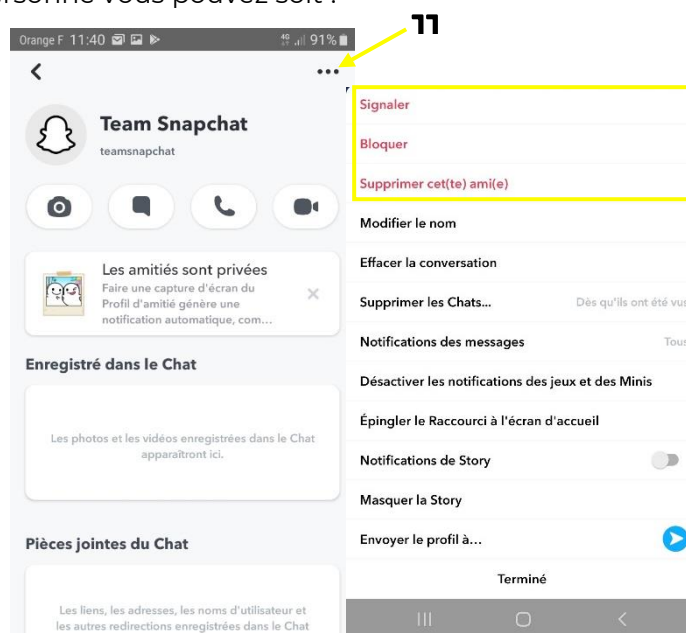 ersonne vous pouvez soit :
11
Orange F 11:40 4G 91%
Team Snapchat
teamsnapchat
Les amitiés sont privées
Faire une capture d'écran du
Profil d'amitié génère une
notification automatique, com...
Enregistré dans le Chat
Les photos et les vidéos enregistrées dans le Chat
apparaîtront ici.
Pièces jointes du Chat
Les liens, les adresses, les noms d'utilisateur et
les autres redirections enregistrées dans le Chat
Signaler
Bloquer
Supprimer cet(te) ami(e)
Modifier le nom
Effacer la conversation
Supprimer les Chats... Dès qu'ils ont été vus
Notifications des messages Tous
Désactiver les notifications des jeux et des Minis
Épingler le Raccourci à l'écran d'accueil
Notifications de Story
Masquer la Story
Envoyer le profil à...
Terminé